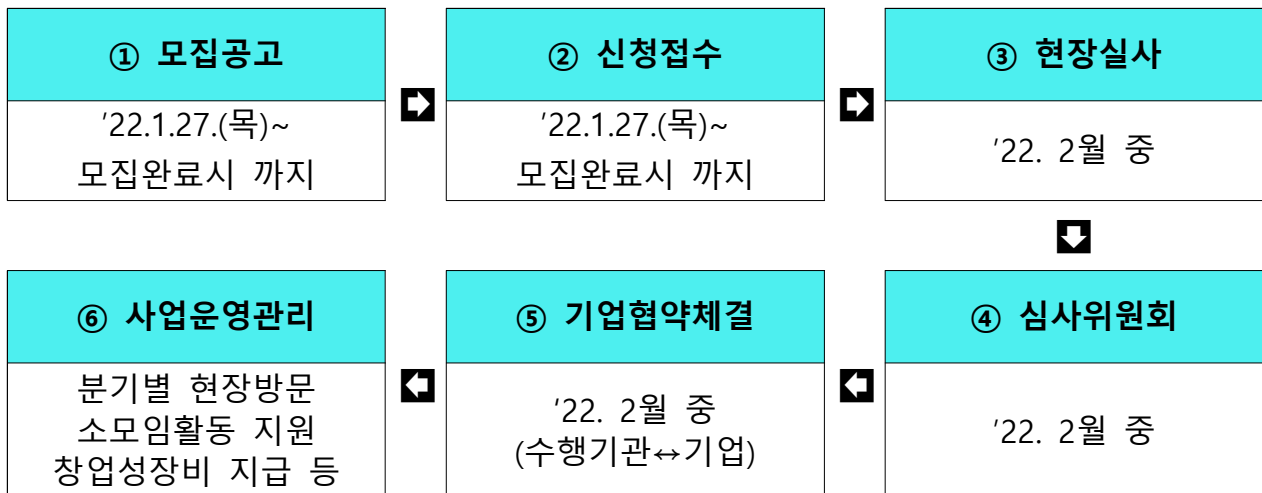 ① 모집공고
'22.1.27.(목)~
모집완료시 까지
② 신청접수
'22.1.27.(목)~
모집완료시 까지
③ 현장실사
'22. 2월 중
④ 심사위원회
'22. 2월 중
⑤ 기업협약체결
'22. 2월 중
(수행기관↔기업)
⑥ 사업운영관리
분기별 현장방문
소모임활동 지원
창업성장비 지급 등